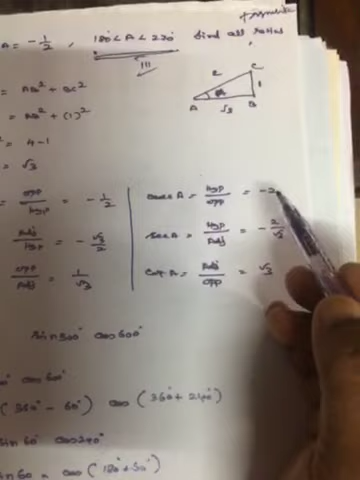 A = -1/2 , 180° < A < 270° find all ratios
III
= AB² + BC²
= AB² + (1)²
= 4-1
= √3
C
2
1
A
√3
B
= opp/Hyp = -1/2
Adj/Hyp = -√3/2
opp/Adj = 1/√3
cosec A = Hyp/opp = -2
sec A = Hyp/Adj = -2/√3
cot A = Adj/opp = √3
sin 300° cos 600°
(360° - 60°) cos (360° + 240°)
sin 60° cos 240°
sin 60 × cos (180° +